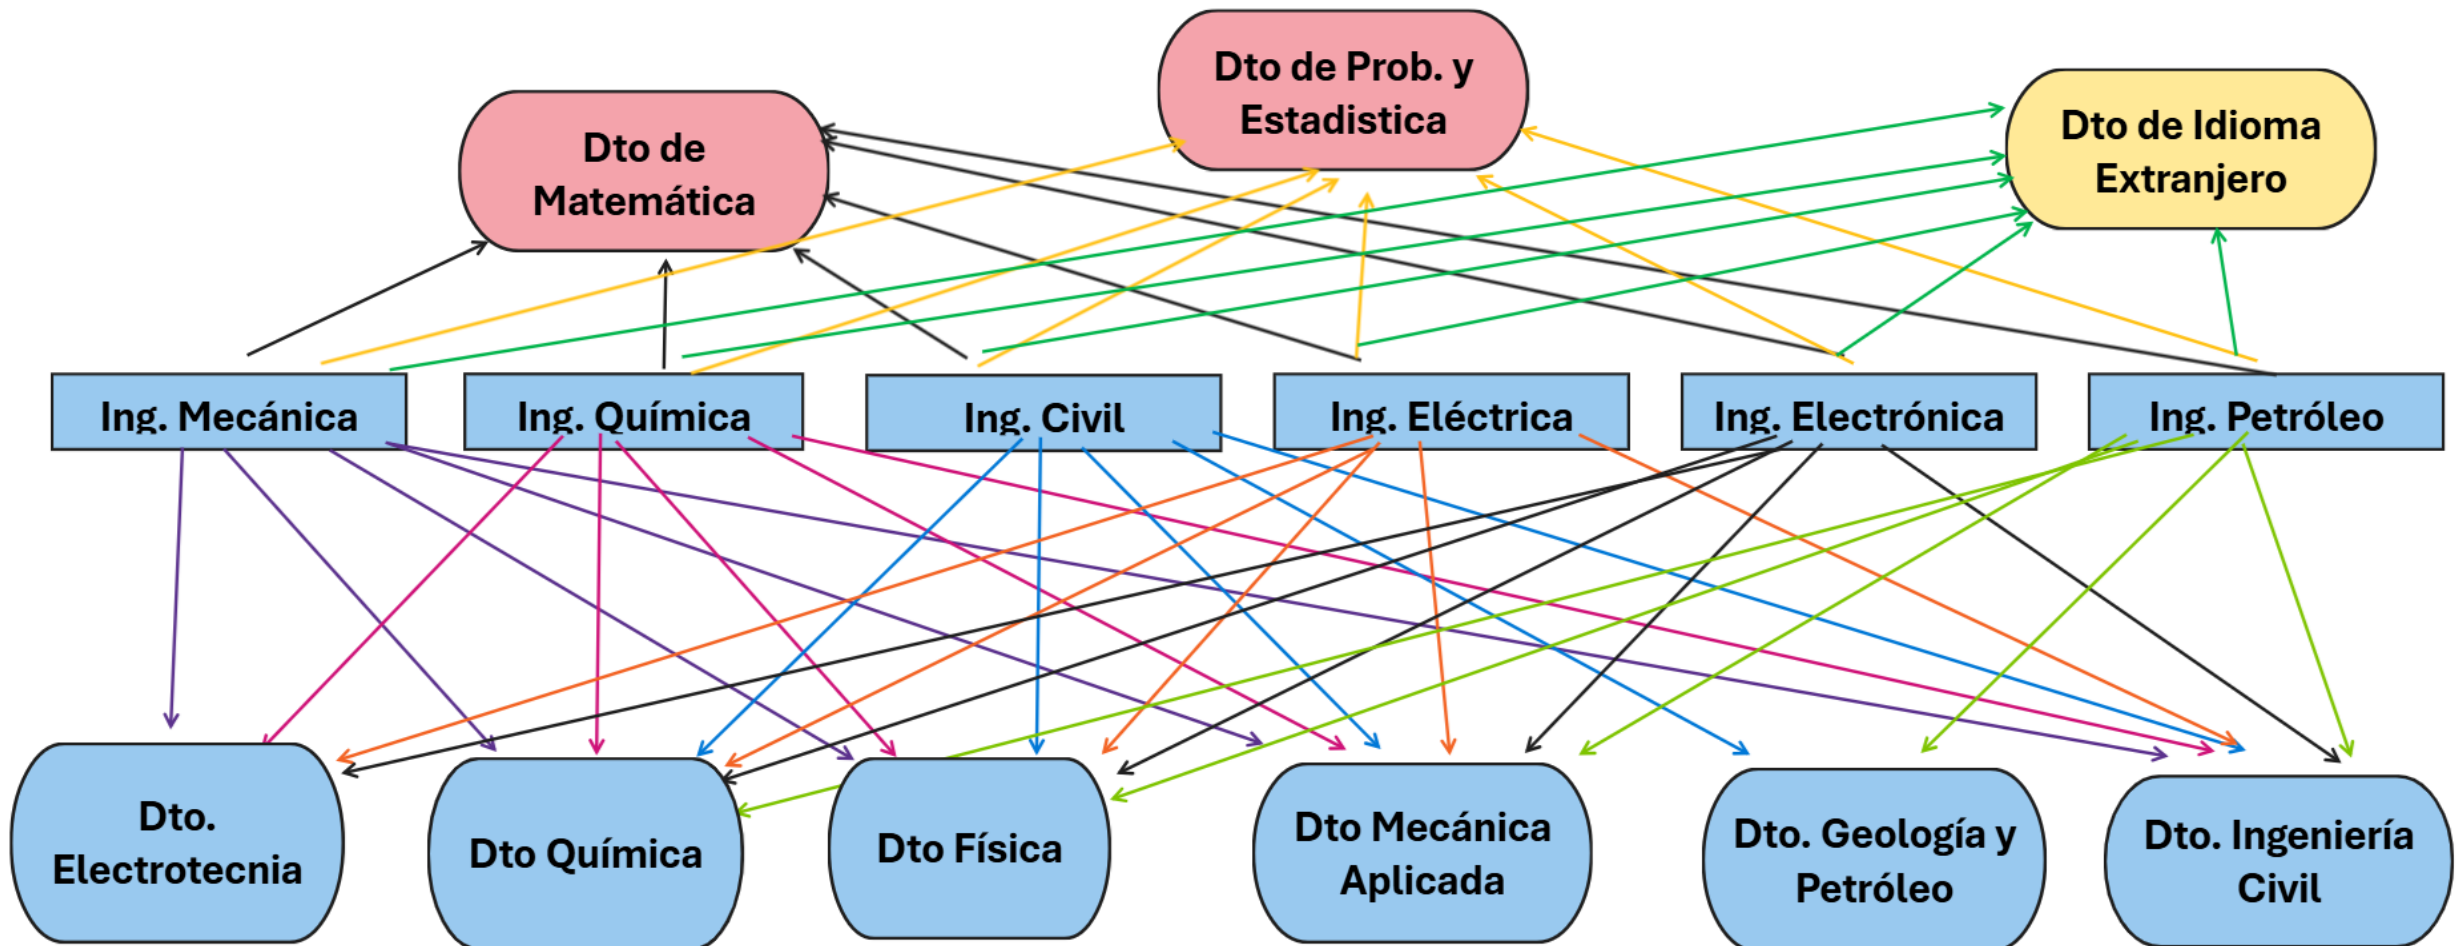 Dto de Prob. y
Estadistica
Dto de
Matemática
Dto de Idioma
Extranjero
Ing. Mecánica
Ing. Química
Ing. Civil
Ing. Eléctrica
Ing. Electrónica
Ing. Petróleo
Dto.
Electrotecnia
Dto Química
Dto Física
Dto Mecánica
Aplicada
Dto. Geología y
Petróleo
Dto. Ingeniería
Civil